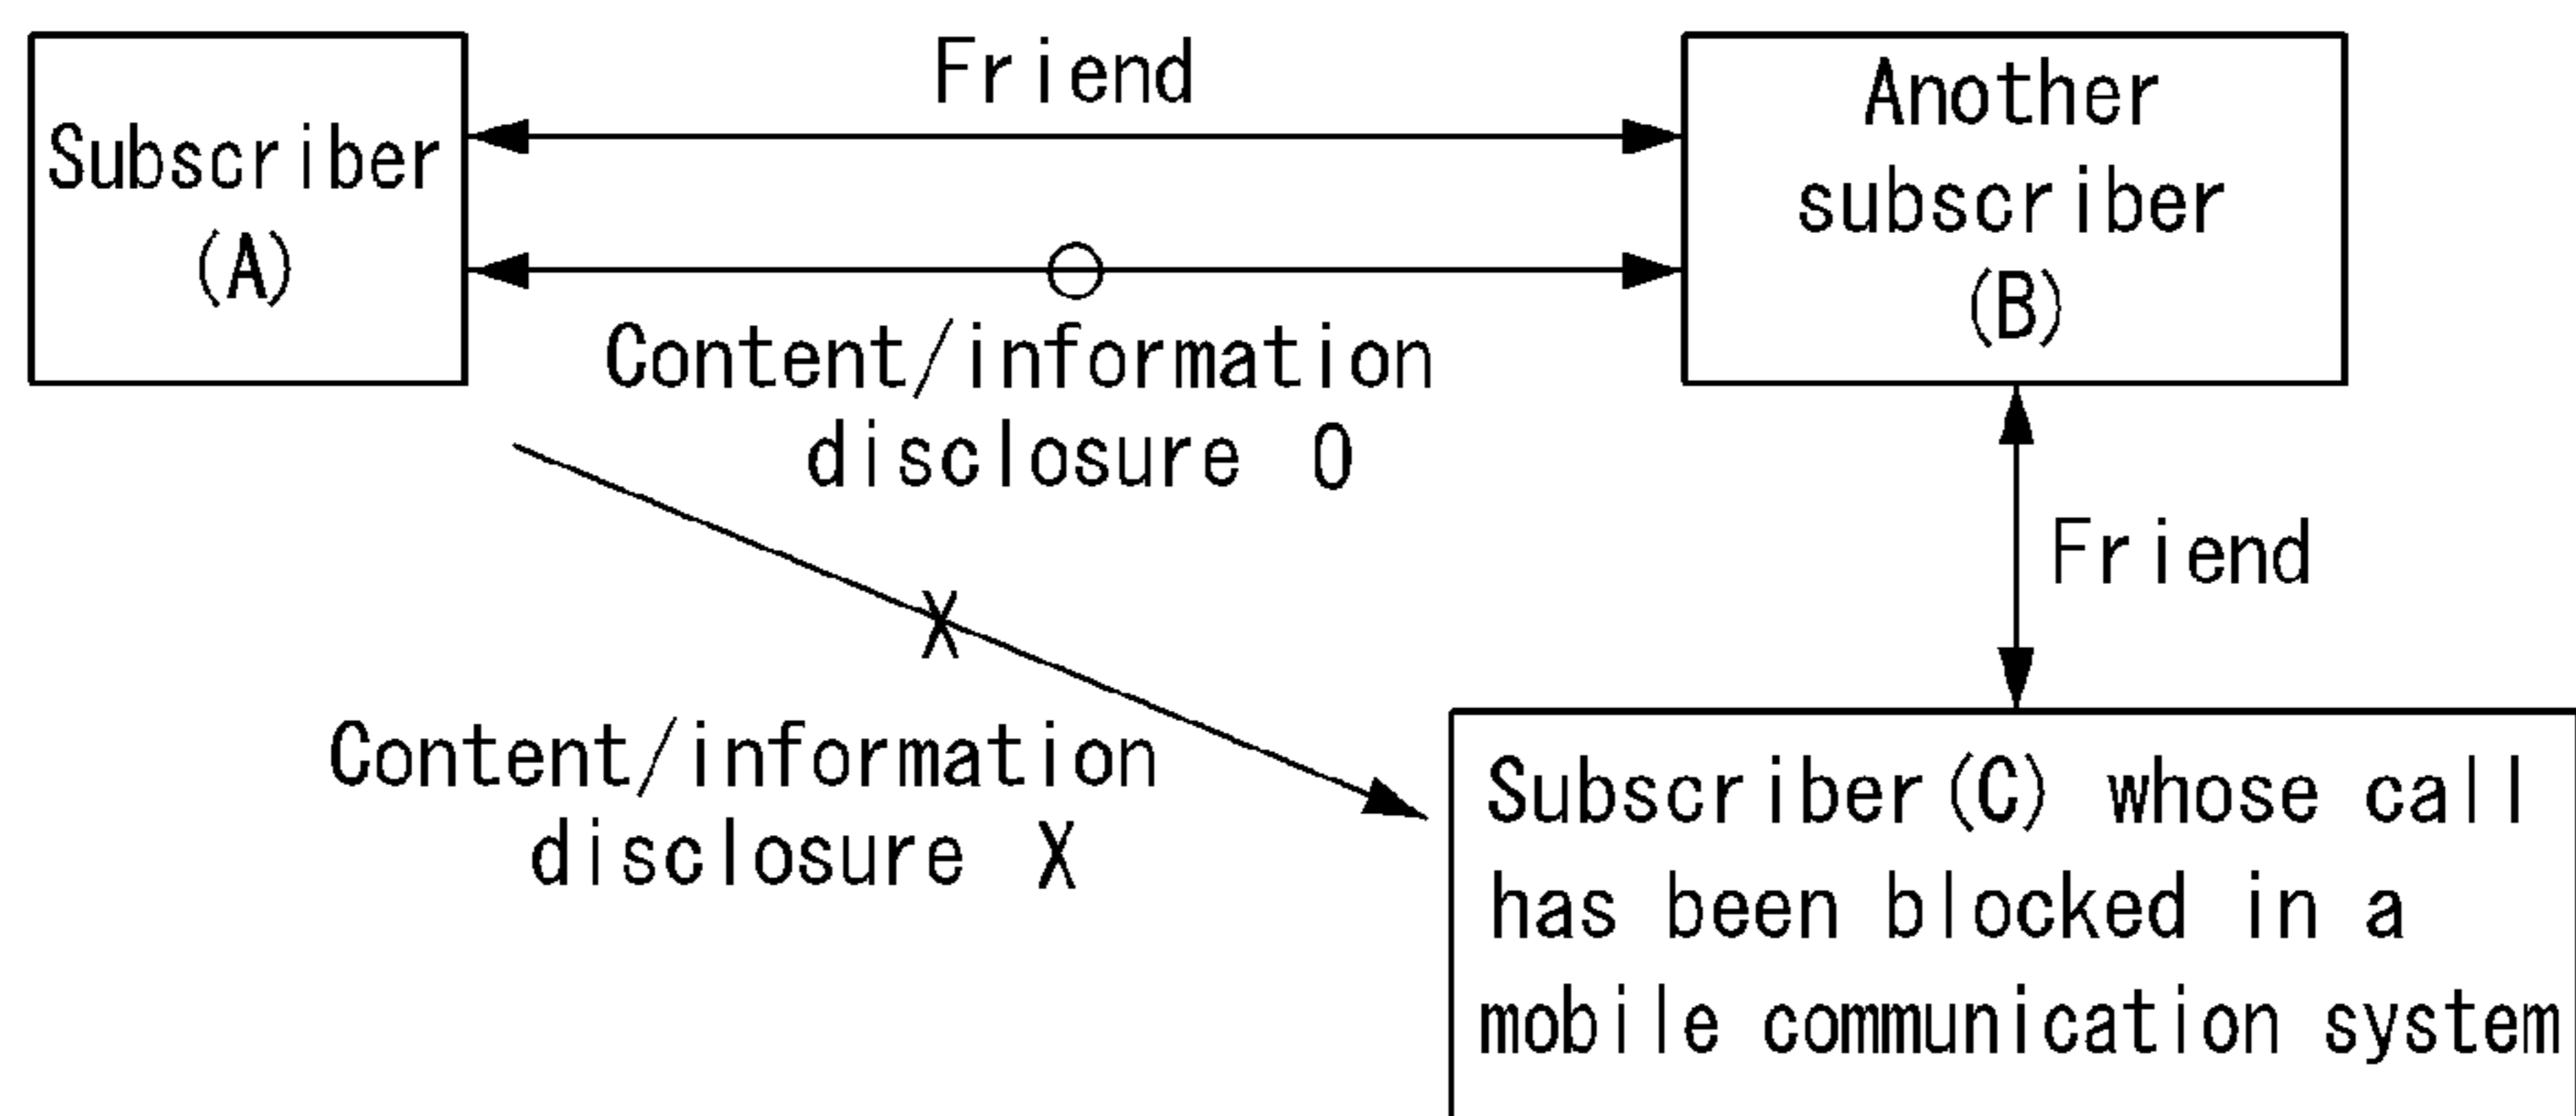 Subscriber
(A)
Friend
Another
subscriber
(B)
Content/information
disclosure O
Friend
X
Content/information
disclosure X
Subscriber(C) whose call
has been blocked in a
mobile communication system